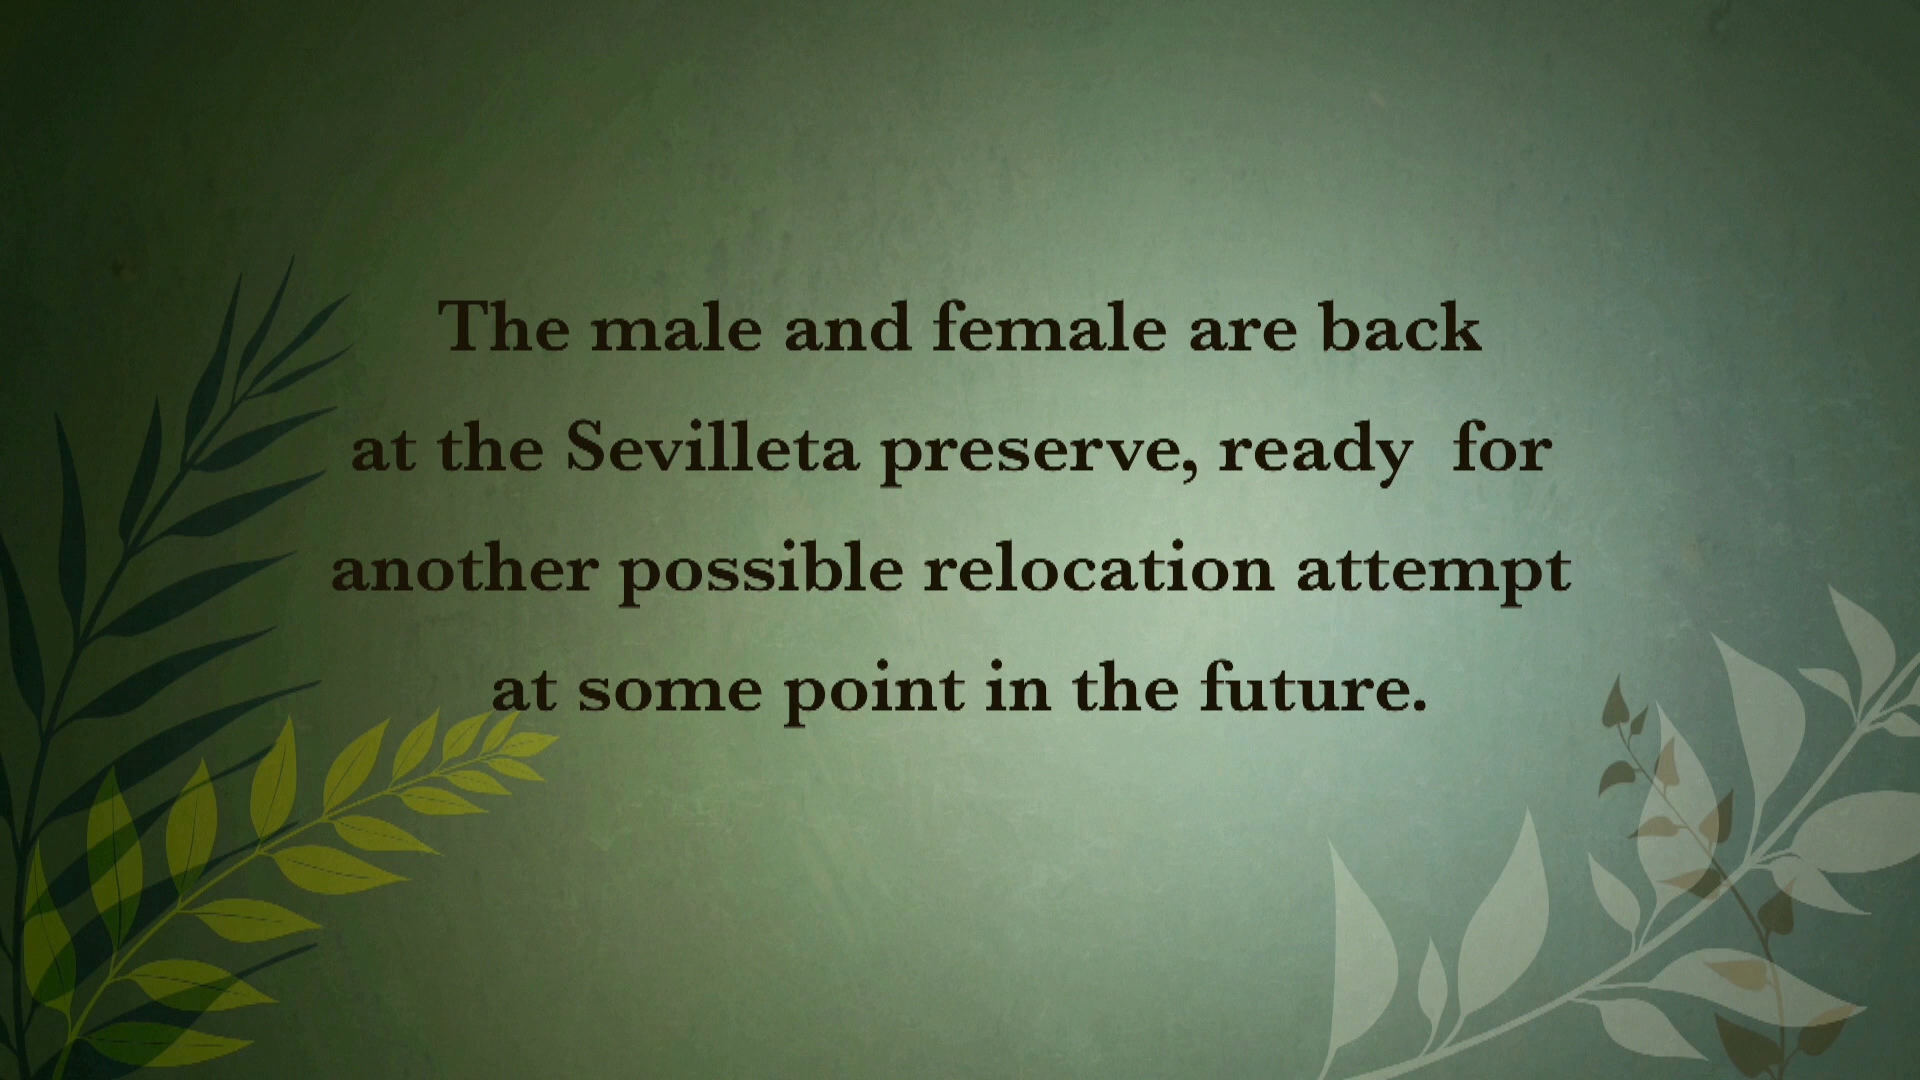 The male and female are back
at the Sevilleta preserve, ready  for
another possible relocation attempt
at some point in the future.